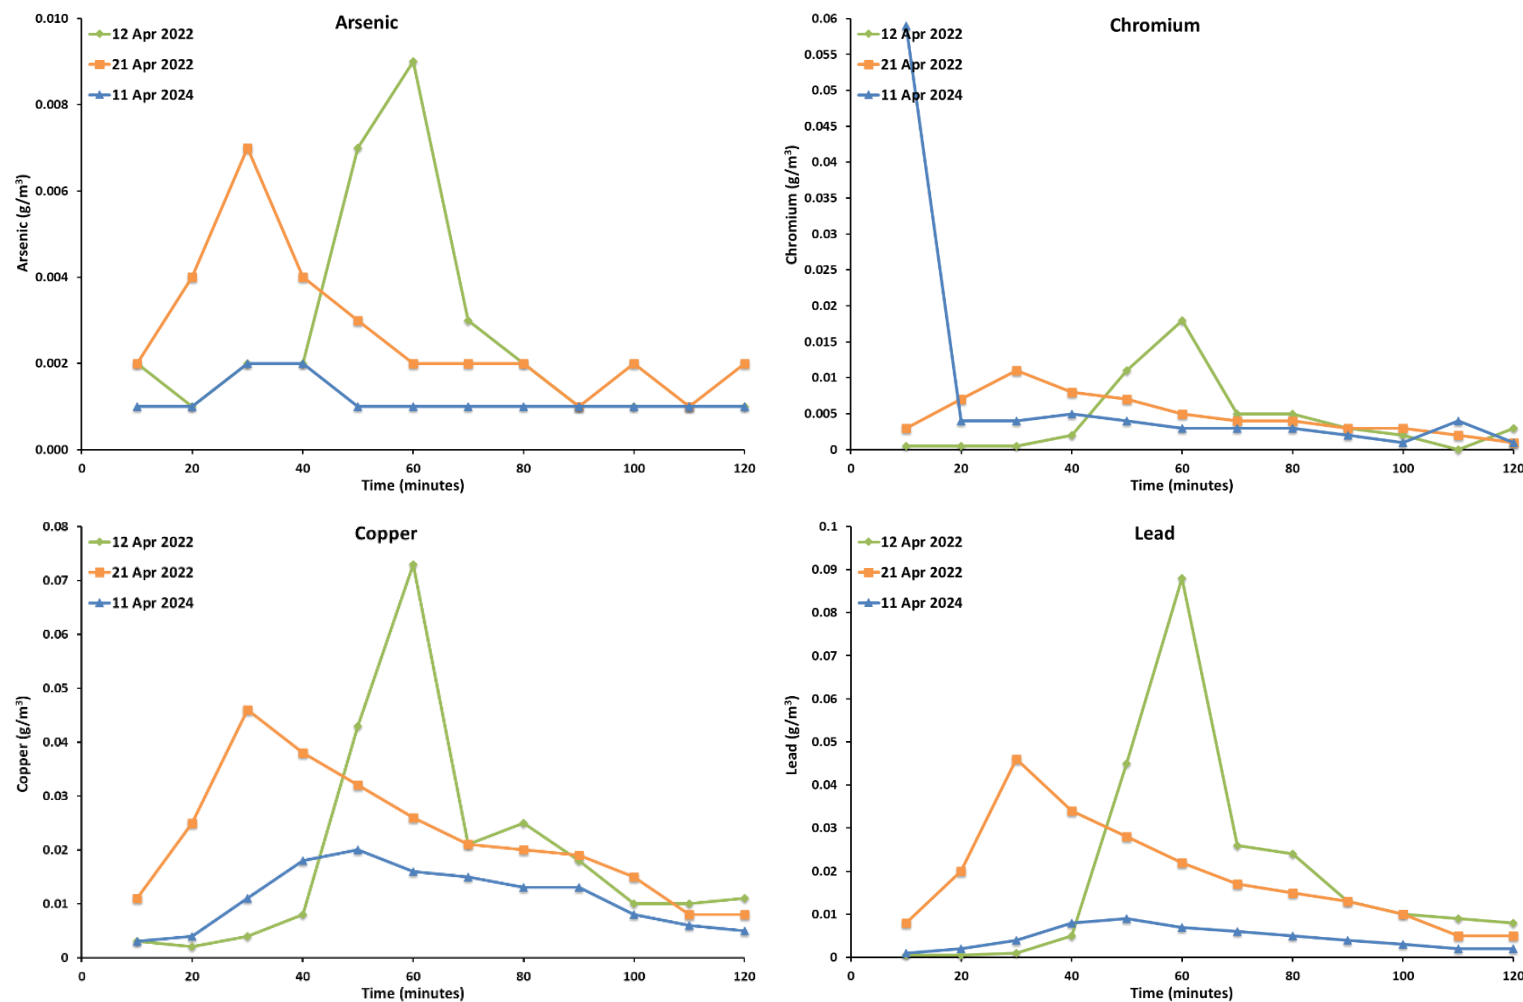 Arsenic
12 Apr 2022
21 Apr 2022
11 Apr 2024
Arsenic (g/m³)
0.010
0.008
0.006
0.004
0.002
0.000
0 20 40 60 80 100 120
Time (minutes)
Chromium
12 Apr 2022
21 Apr 2022
11 Apr 2024
Chromium (g/m³)
0.06
0.055
0.05
0.045
0.04
0.035
0.03
0.025
0.02
0.015
0.01
0.005
0
0 20 40 60 80 100 120
Time (minutes)
Copper
12 Apr 2022
21 Apr 2022
11 Apr 2024
Copper (g/m³)
0.08
0.07
0.06
0.05
0.04
0.03
0.02
0.01
0
0 20 40 60 80 100 120
Time (minutes)
Lead
12 Apr 2022
21 Apr 2022
11 Apr 2024
Lead (g/m³)
0.1
0.09
0.08
0.07
0.06
0.05
0.04
0.03
0.02
0.01
0
0 20 40 60 80 100 120
Time (minutes)